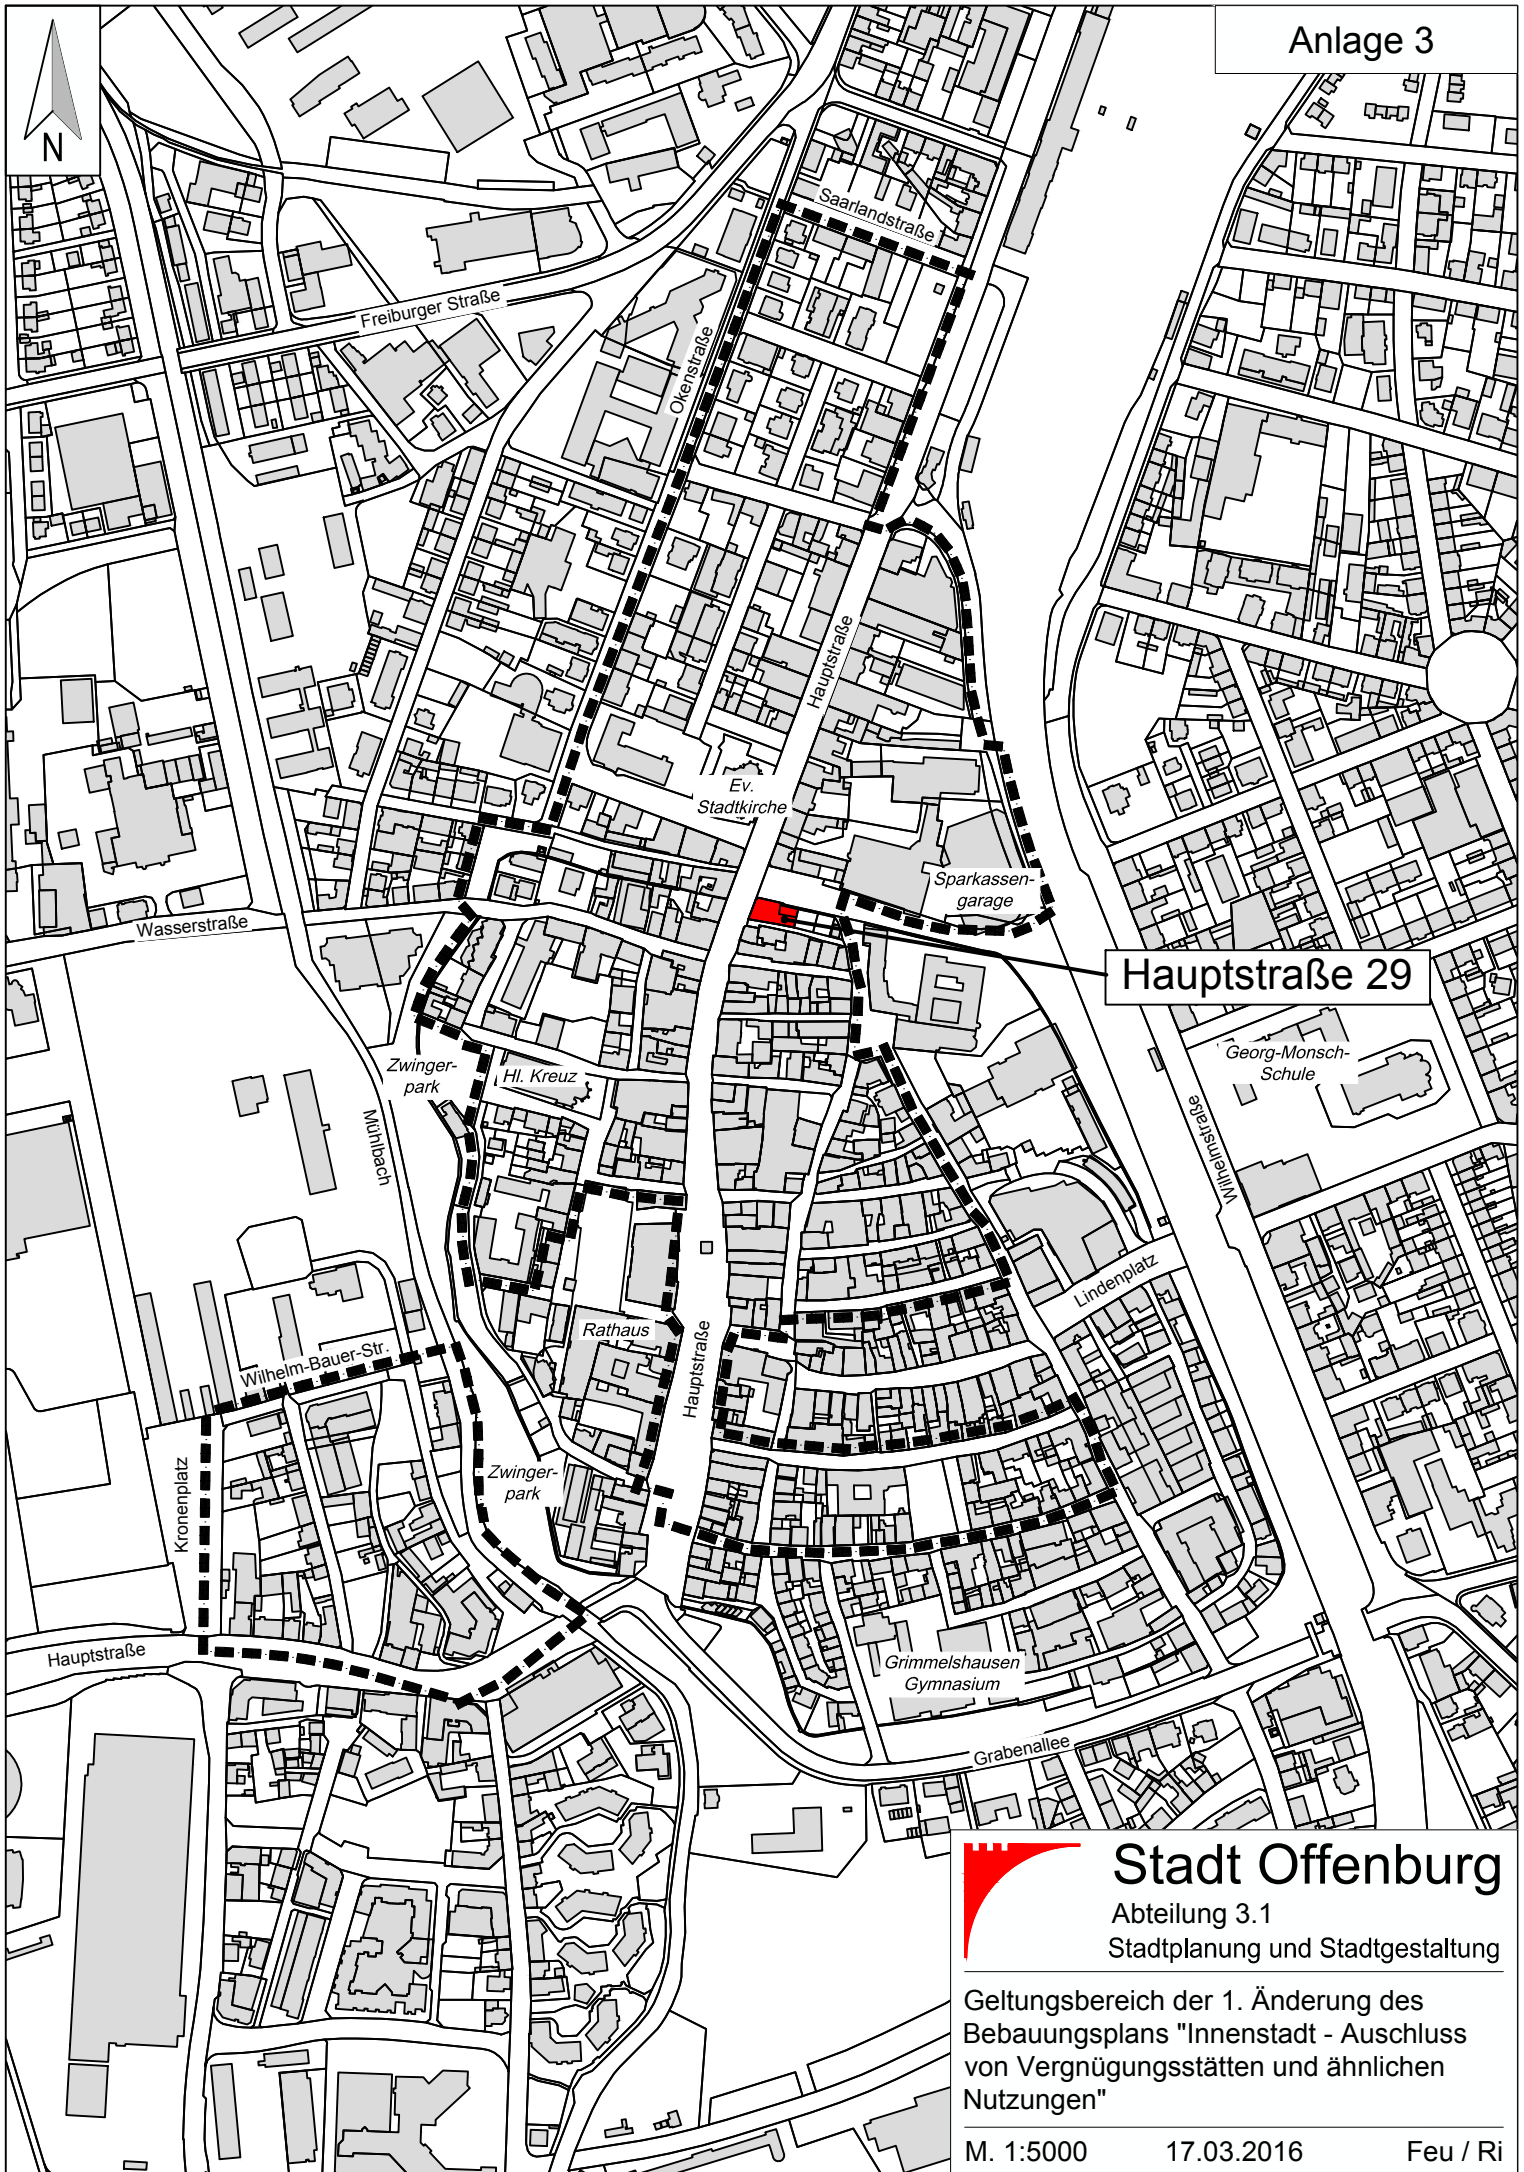 Anlage 3
N
Saarlandstraße
Freiburger Straße
Okenstraße
Hauptstraße
Ev.
Stadtkirche
Sparkassen-
garage
Wasserstraße
Hauptstraße 29
Zwinger-
park
Hl. Kreuz
Georg-Monsch-
Schule
Mühlbach
Wilhelmstraße
Lindenplatz
Rathaus
Hauptstraße
Wilhelm-Bauer-Str.
Kronenplatz
Zwinger-
park
Hauptstraße
Grimmelshausen
Gymnasium
Grabenallee
Stadt Offenburg
Abteilung 3.1
Stadtplanung und Stadtgestaltung
Geltungsbereich der 1. Änderung des
Bebauungsplans "Innenstadt - Auschluss
von Vergnügungsstätten und ähnlichen
Nutzungen"
M. 1:5000 17.03.2016 Feu / Ri